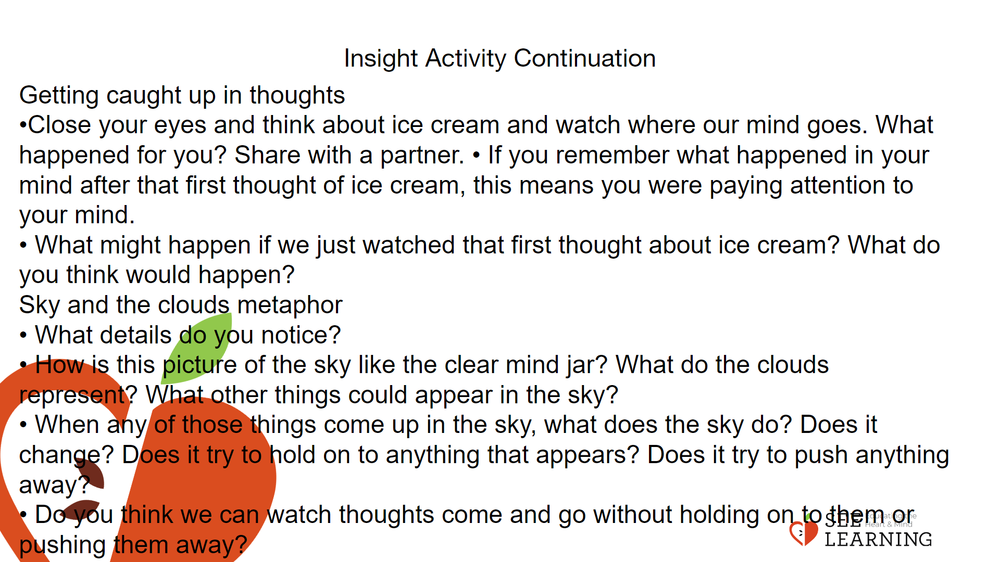 Insight Activity Continuation
Getting caught up in thoughts
•Close your eyes and think about ice cream and watch where our mind goes. What
happened for you? Share with a partner. • If you remember what happened in your
mind after that first thought of ice cream, this means you were paying attention to
your mind.
• What might happen if we just watched that first thought about ice cream? What do
you think would happen?
Sky and the clouds metaphor
• What details do you notice?
• How is this picture of the sky like the clear mind jar? What do the clouds
represent? What other things could appear in the sky?
• When any of those things come up in the sky, what does the sky do? Does it
change? Does it try to hold on to anything that appears? Does it try to push anything
away?
• Do you think we can watch thoughts come and go without holding on to them or
pushing them away?
SEE Educating the
Heart & Mind
LEARNING